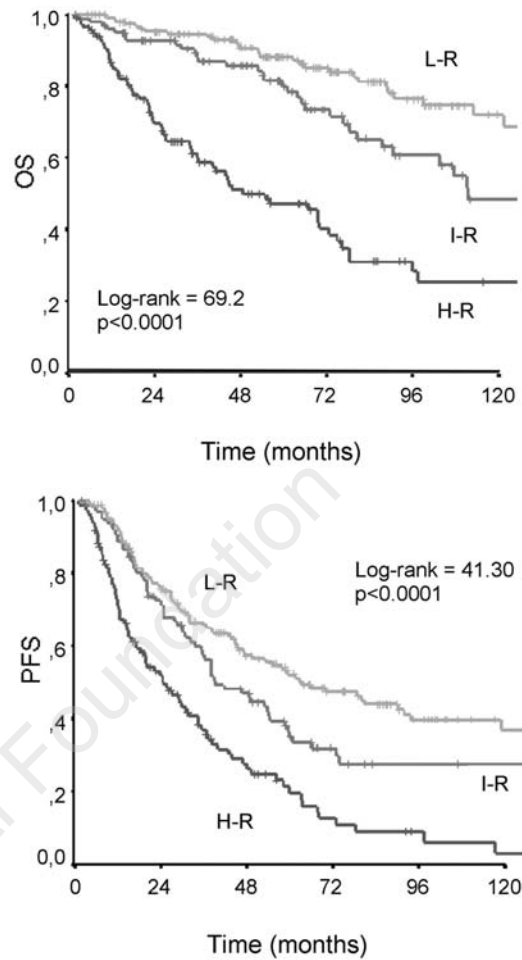 1,0
,8
,6
,4
,2
0,0
OS
L-R
I-R
H-R
Log-rank = 69.2
p<0.0001
0 24 48 72 96 120
Time (months)
1,0
,8
,6
,4
,2
0,0
PFS
L-R
Log-rank = 41.30
p<0.0001
I-R
H-R
0 24 48 72 96 120
Time (months)
Foundation